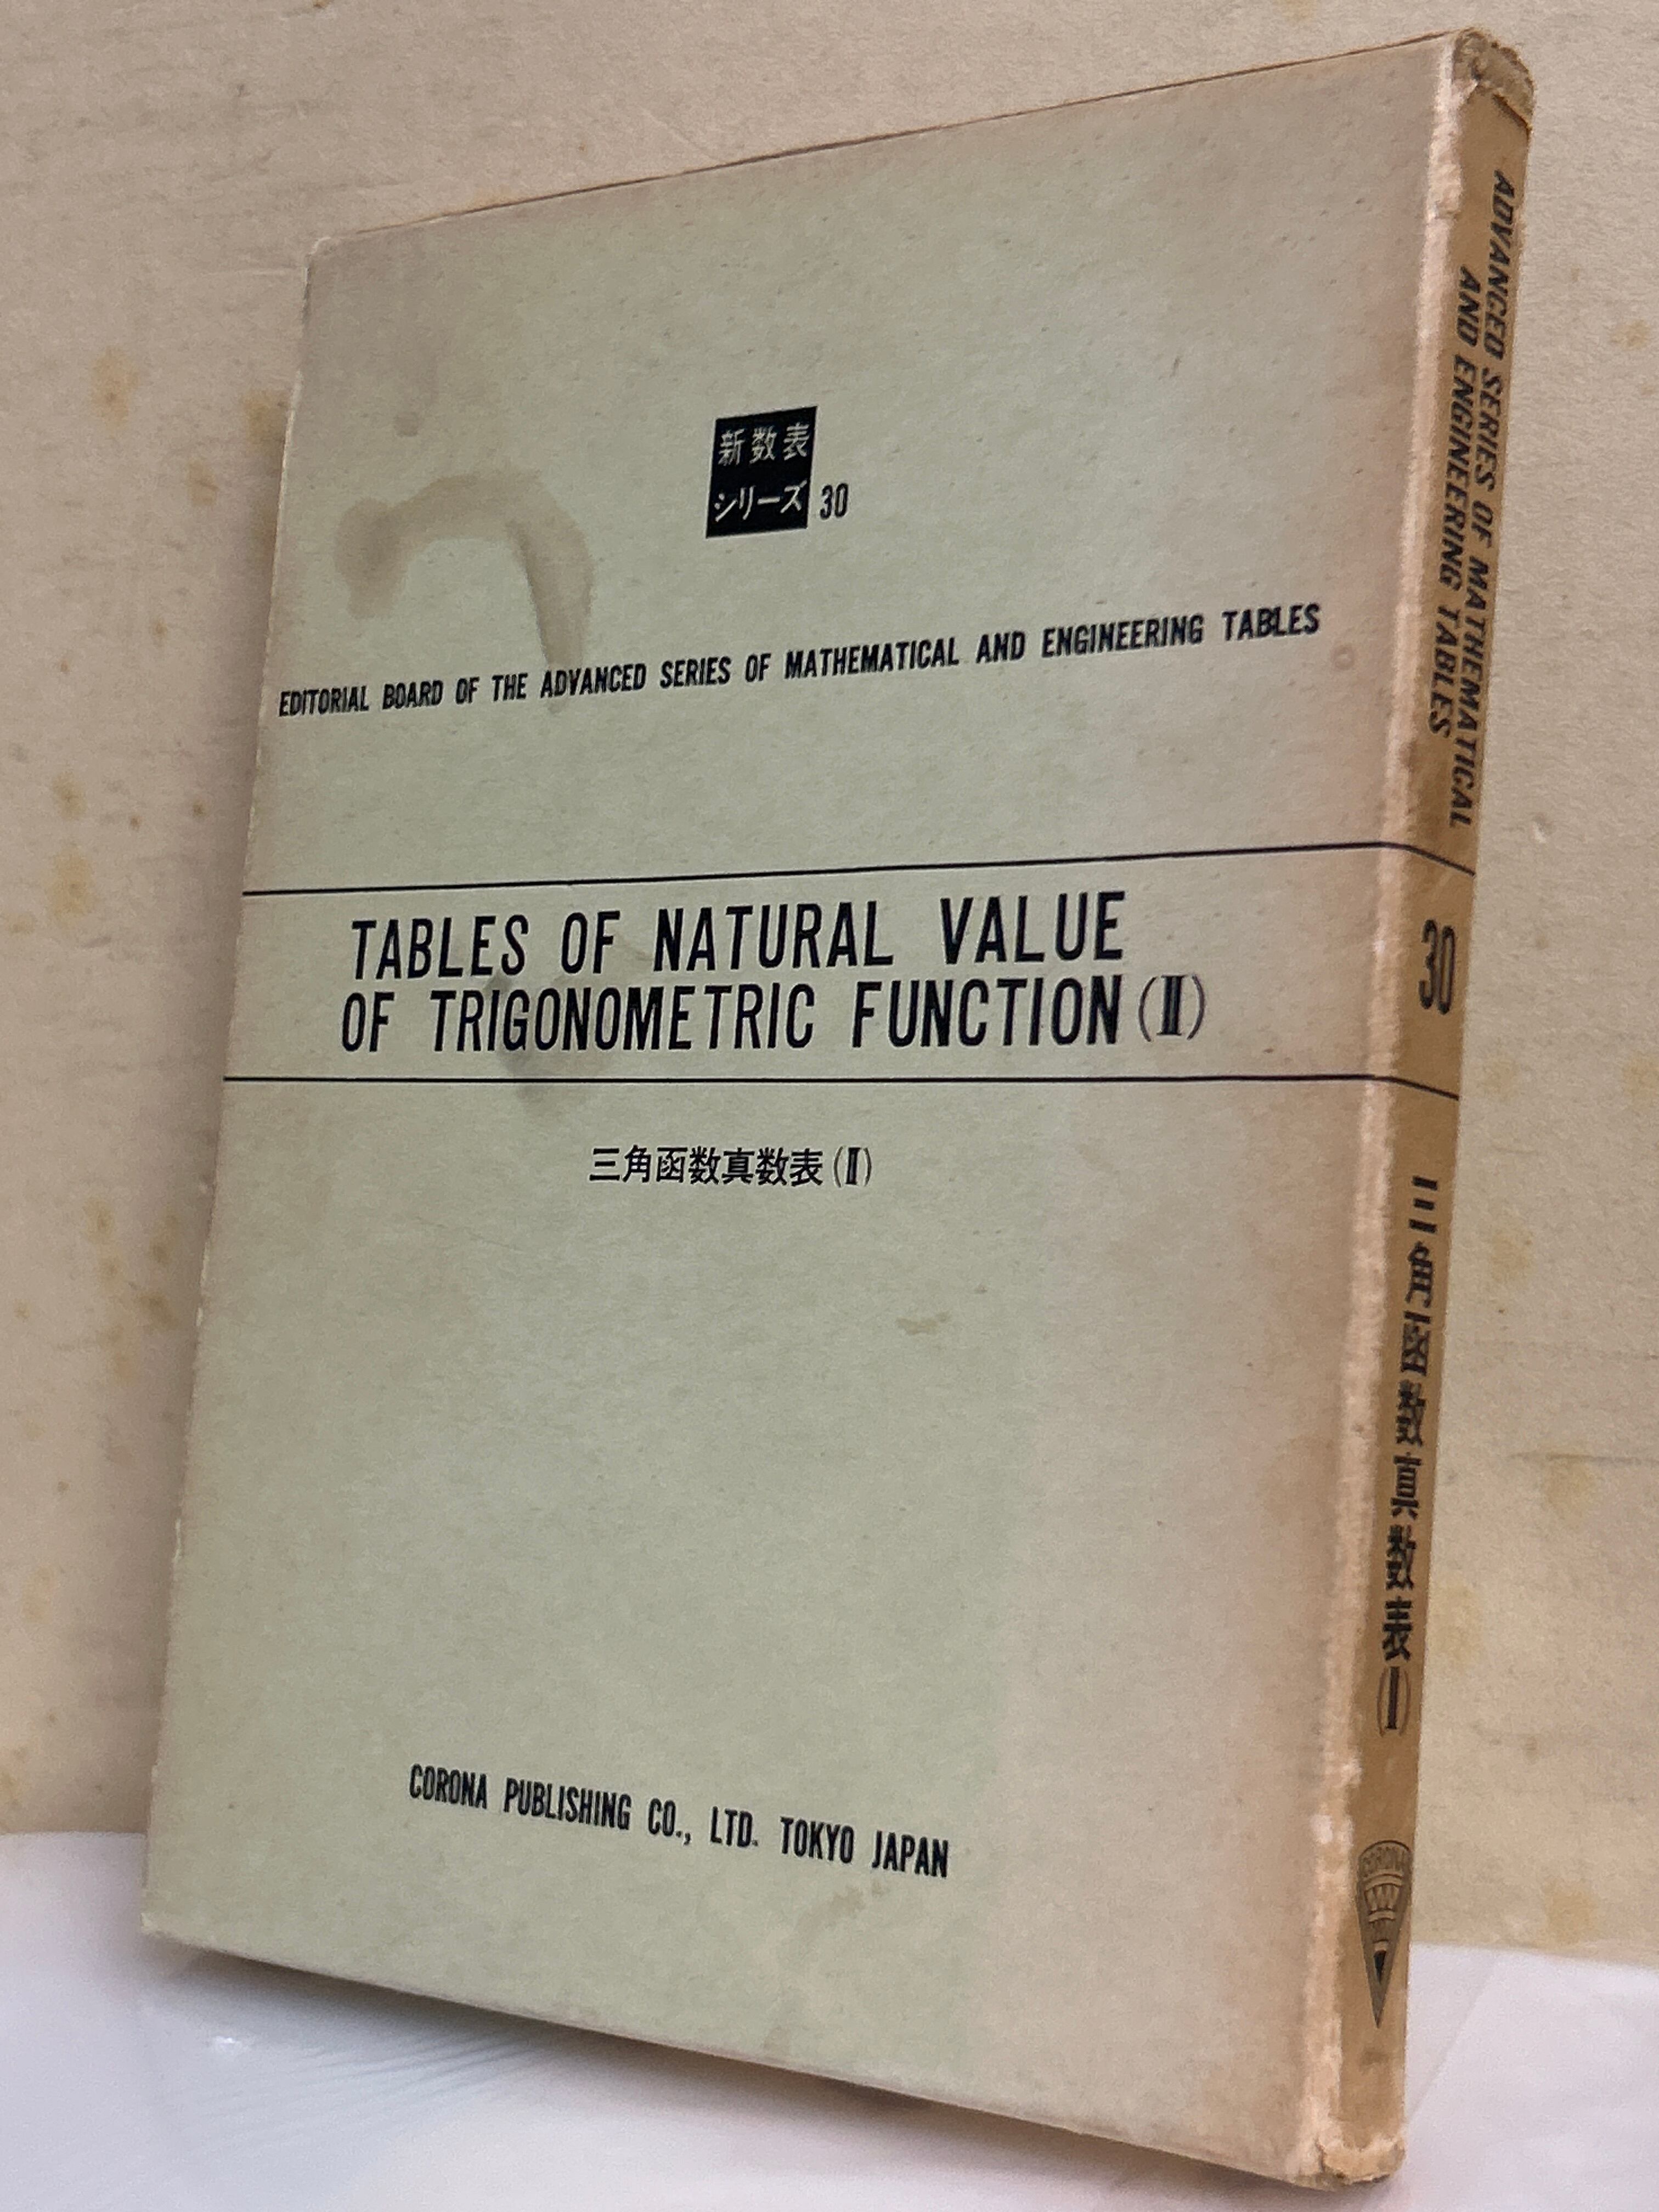 新数表
シリーズ 30
EDITORIAL BOARD OF THE ADVANCED SERIES OF MATHEMATICAL AND ENGINEERING TABLES
TABLES OF NATURAL VALUE
OF TRIGONOMETRIC FUNCTION (Ⅱ)
三角函数真数表 (Ⅱ)
CORONA PUBLISHING CO., LTD. TOKYO JAPAN
ADVANCED SERIES OF MATHEMATICAL
AND ENGINEERING TABLES
30
三角函数真数表(Ⅱ)
CORONA